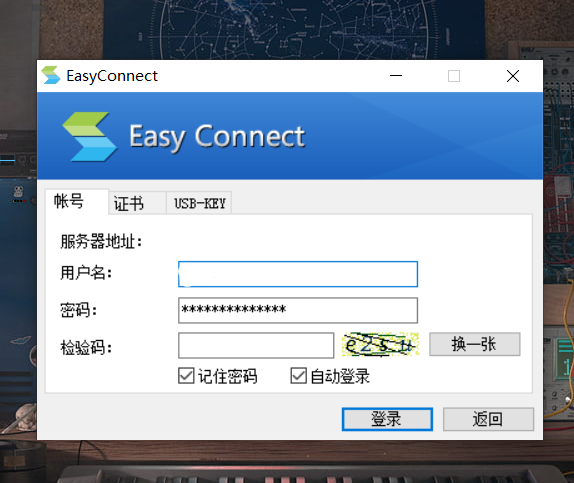 EasyConnect
Easy Connect
帐号 证书 USB-KEY
服务器地址：
用户名：
密码： **************
检验码： 换一张
记住密码 自动登录
登录 返回